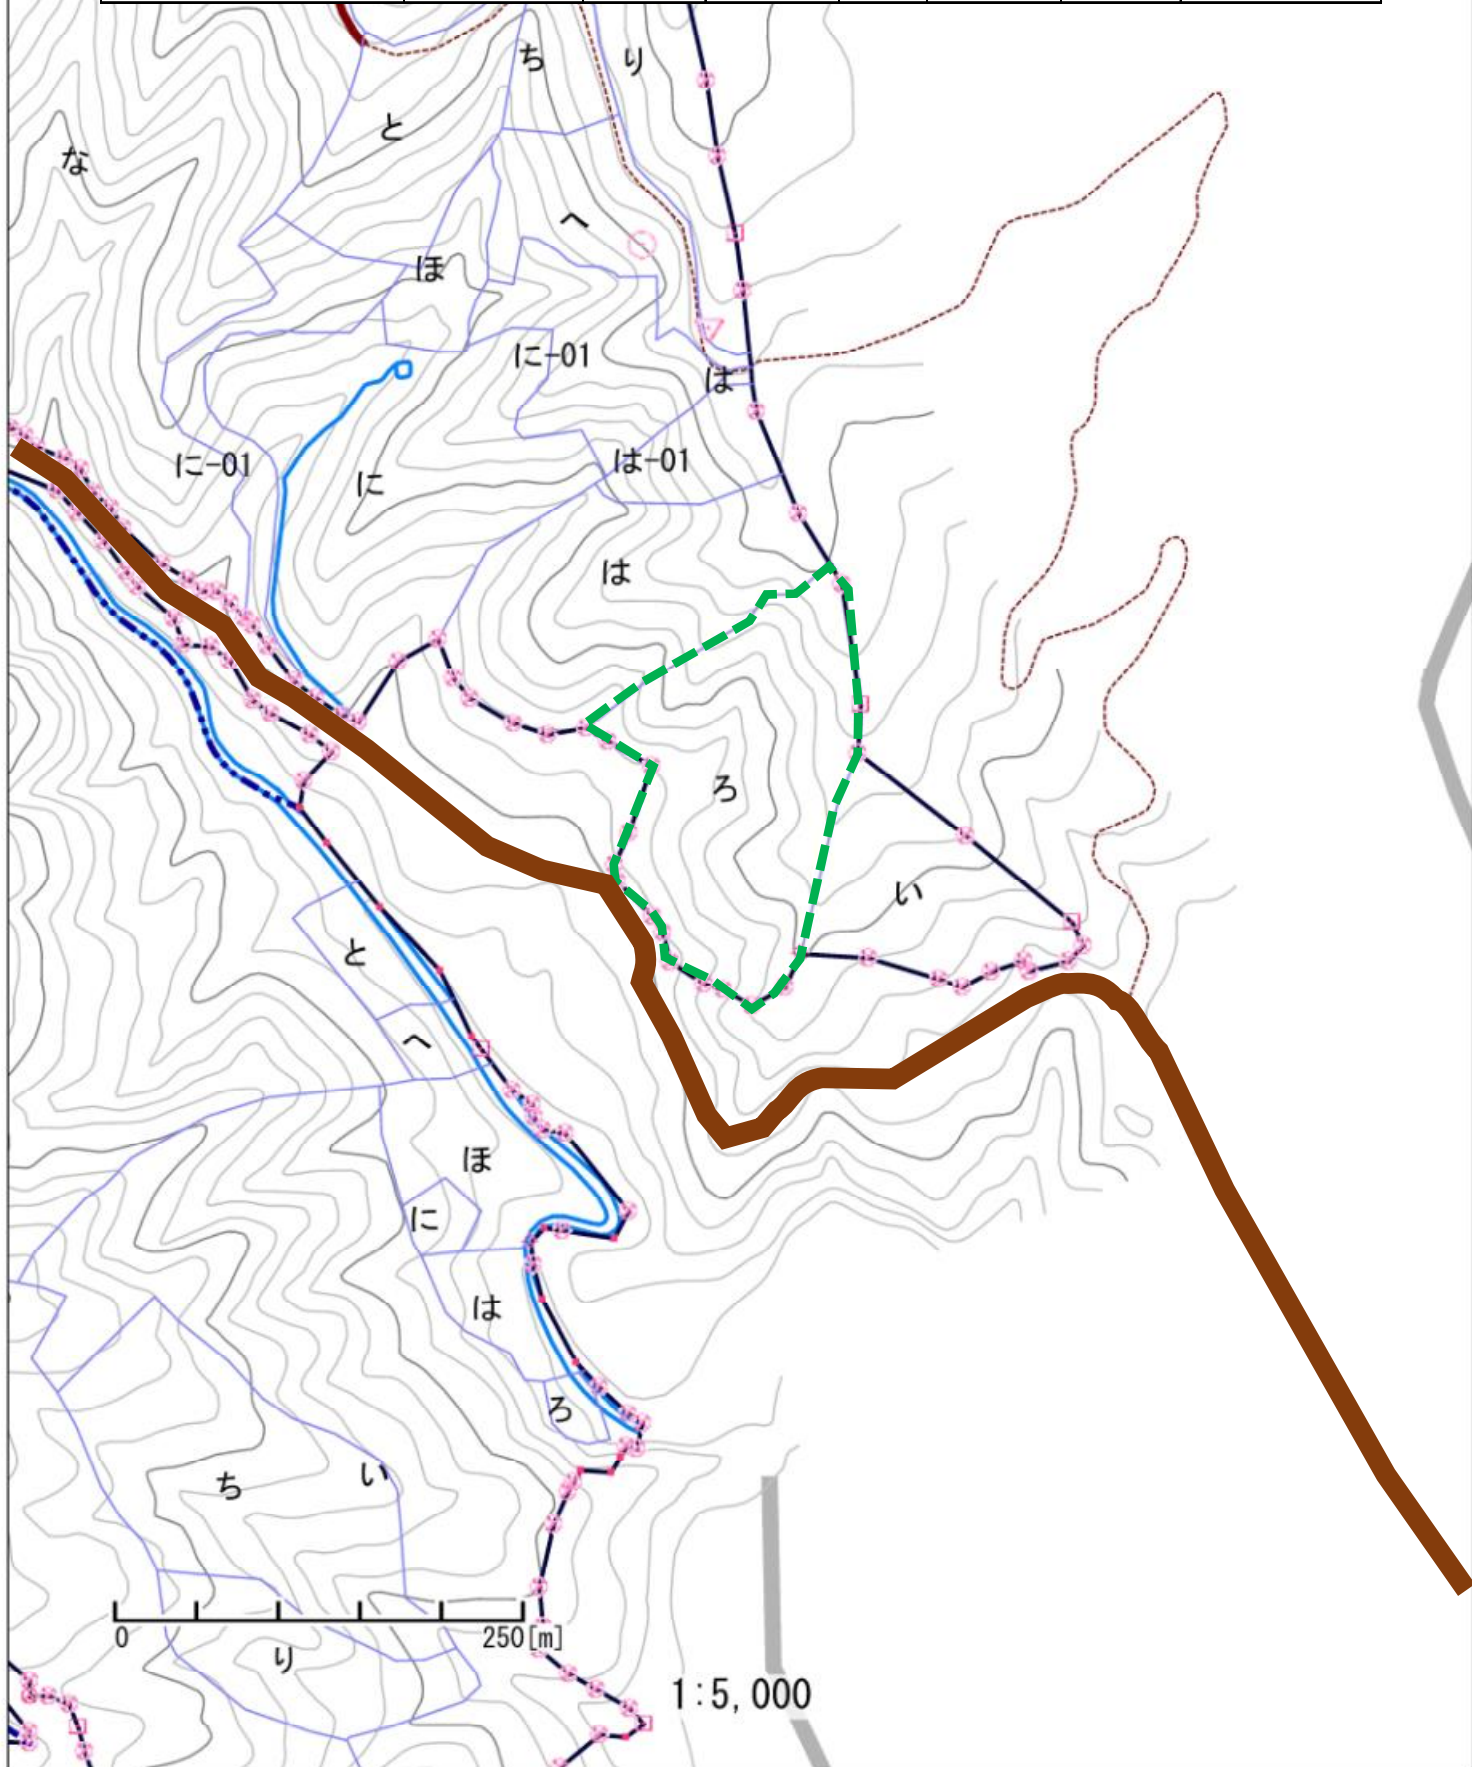 ち
り
と
な
へ
ほ
に-01
は
に-01
は-01
に
は
ろ
い
と
へ
ほ
に
は
ろ
い
ち
0
250[m]
り
1:5,000